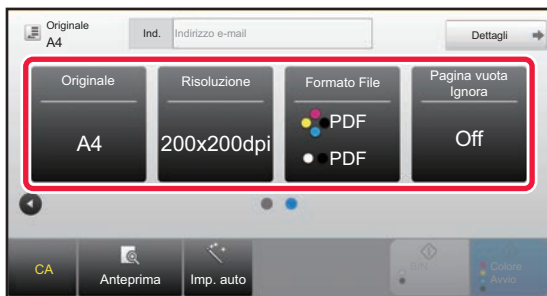 Originale
A4
Ind. Indirizzo e-mail
Dettagli
Originale
A4
Risoluzione
200x200dpi
Formato File
PDF
PDF
Pagina vuota
Ignora
Off
CA
Anteprima
Imp. auto
B/N
Avvio
Colore
Avvio